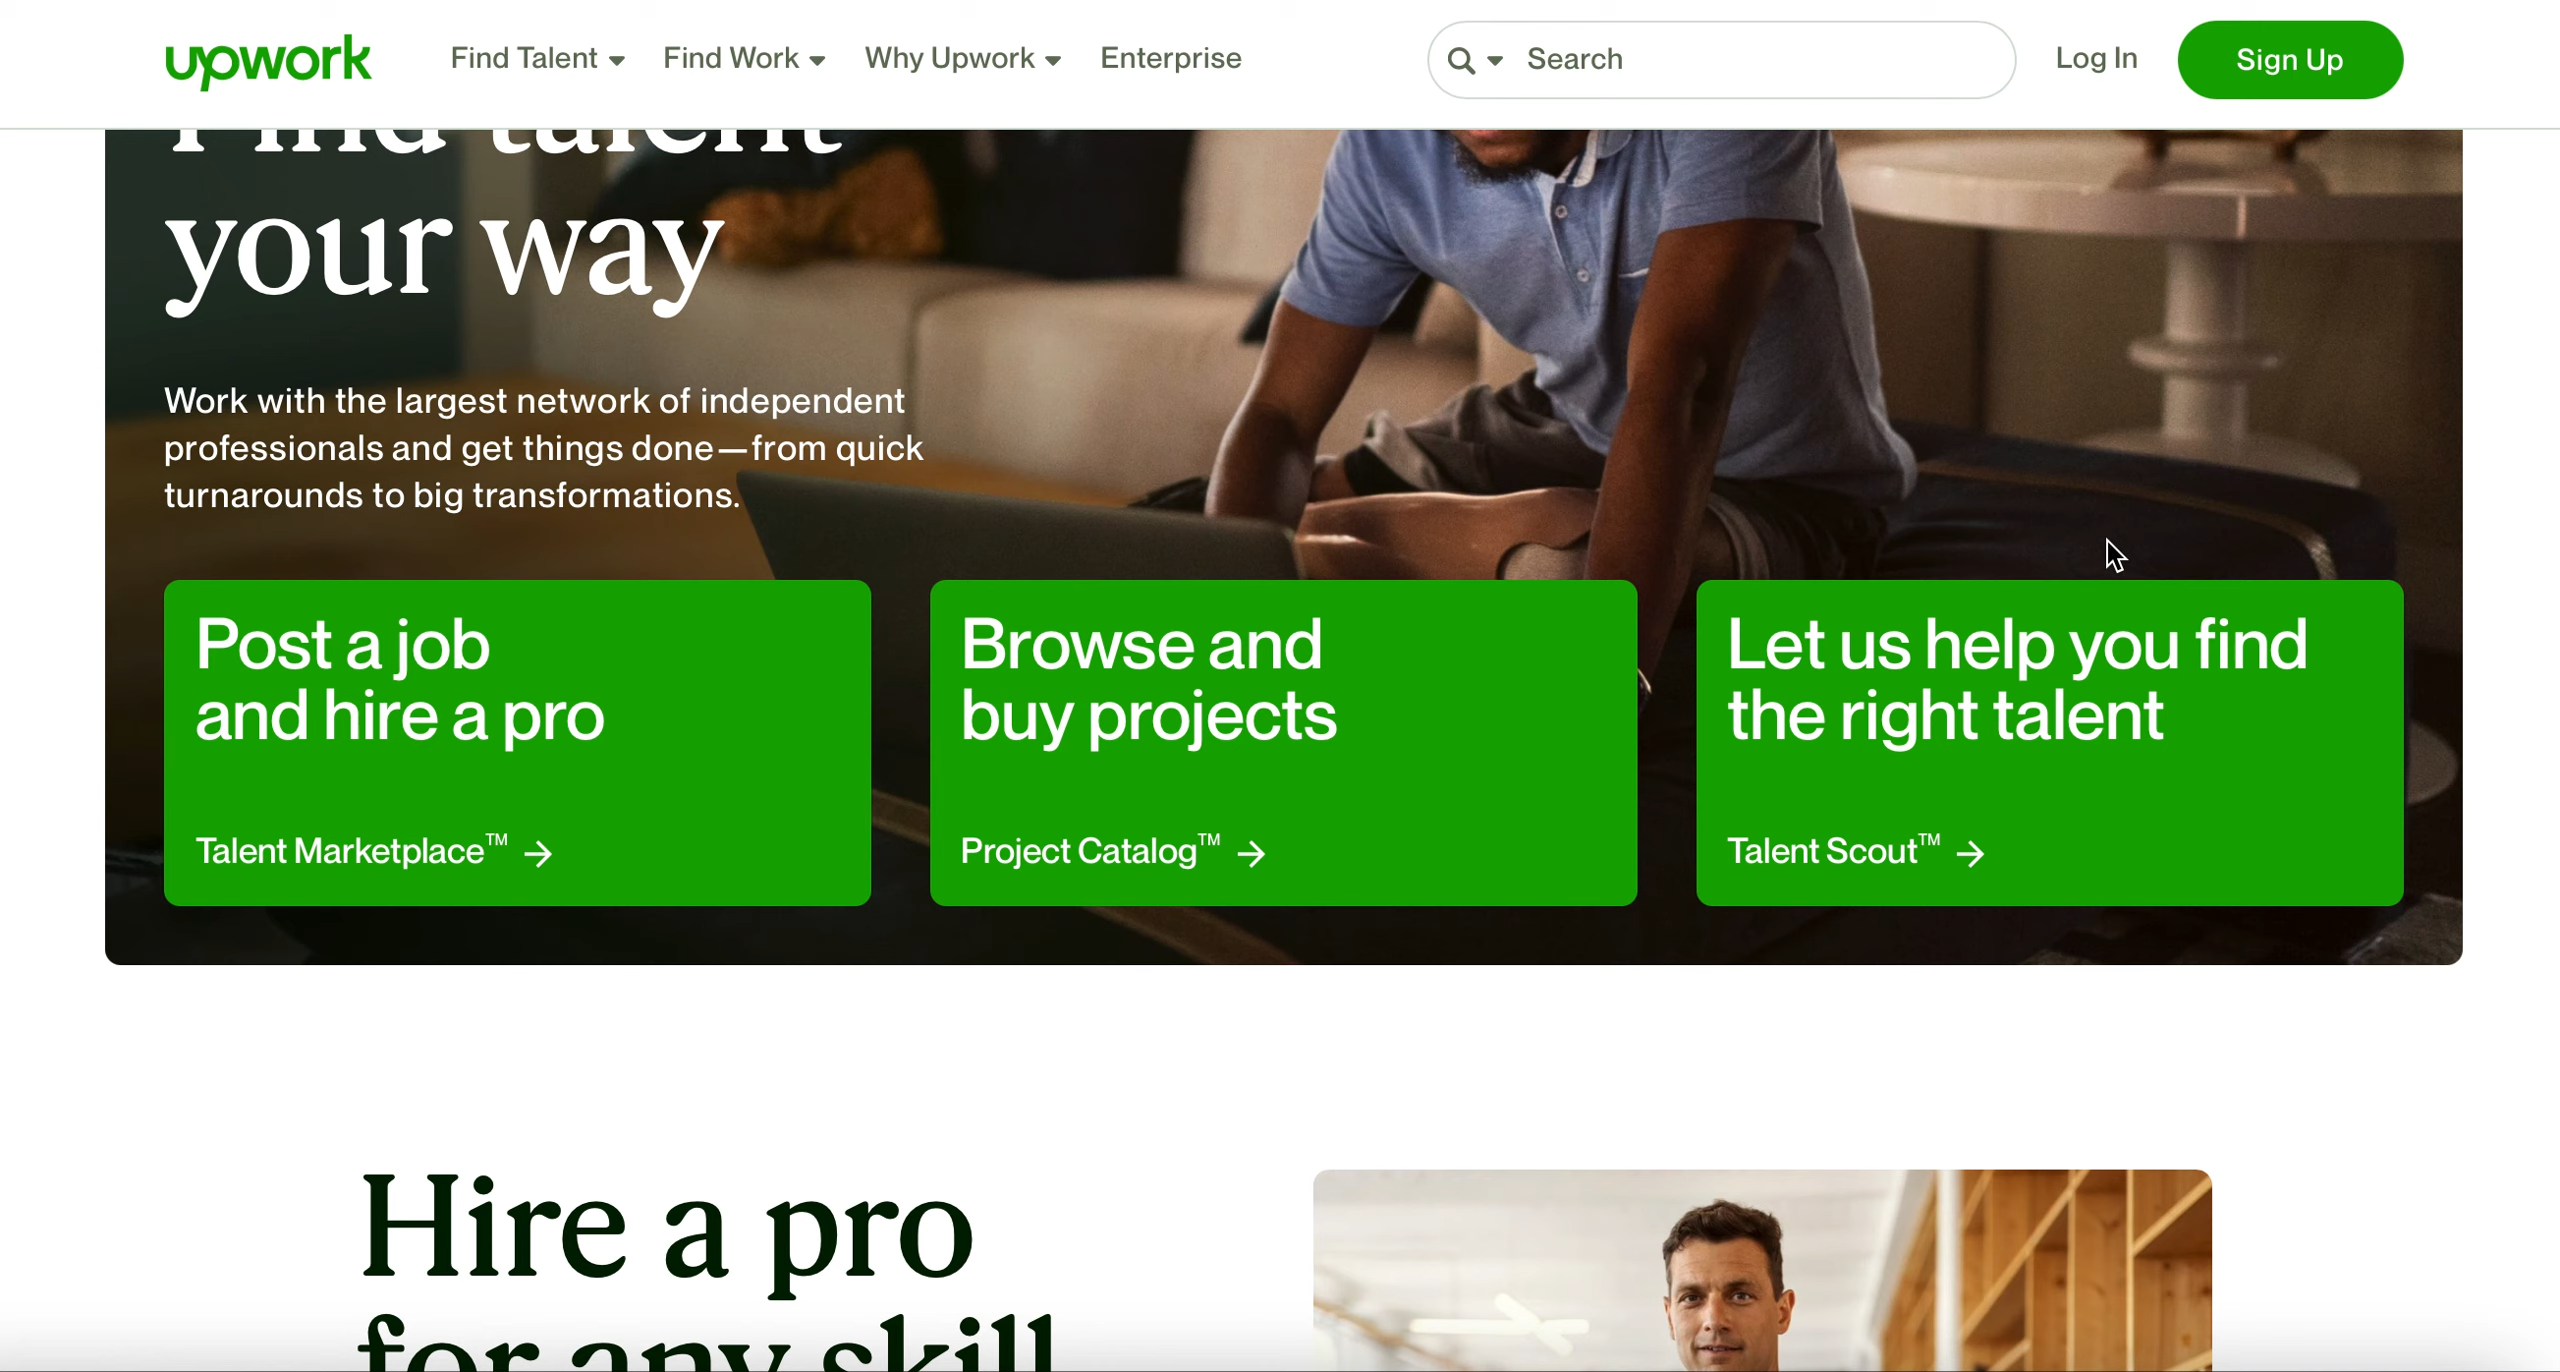 upwork
Find Talent
Find Work
Why Upwork
Enterprise
Search
Log In
Sign Up
Find talent
your way
Work with the largest network of independent
professionals and get things done—from quick
turnarounds to big transformations.
Post a job
and hire a pro
Talent Marketplace™ →
Browse and
buy projects
Project Catalog™ →
Let us help you find
the right talent
Talent Scout™ →
Hire a pro
for any skill